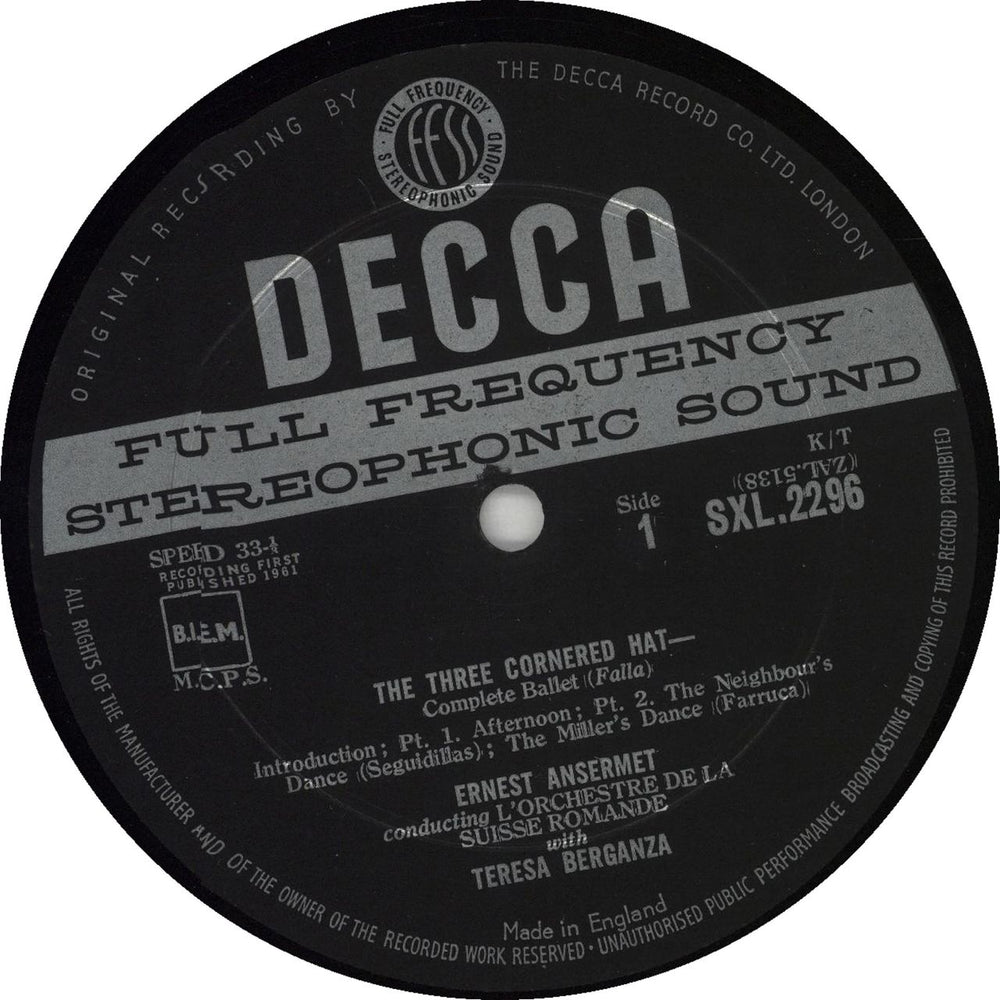 ORIGINAL RECORDING BY
THE DECCA RECORD CO. LTD. LONDON
FULL FREQUENCY
FFSS
STEREOPHONIC SOUND
DECCA
FULL FREQUENCY
STEREOPHONIC SOUND
K/T
(ZAL.5138)
SXL.2296
Side
1
SPEED 33-⅓
RECORDING FIRST
PUBLISHED 1961
B.I.E.M.
M.C.P.S.
THE THREE CORNERED HAT—
Complete Ballet (Falla)
Introduction; Pt. 1. Afternoon; Pt. 2. The Neighbour's
Dance (Seguidillas); The Miller's Dance (Farruca)
ERNEST ANSERMET
conducting L'ORCHESTRE DE LA
SUISSE ROMANDE
with
TERESA BERGANZA
Made in England
ALL RIGHTS OF THE MANUFACTURER AND OF THE OWNER OF THE RECORDED WORK RESERVED · UNAUTHORISED PUBLIC PERFORMANCE BROADCASTING AND COPYING OF THIS RECORD PROHIBITED